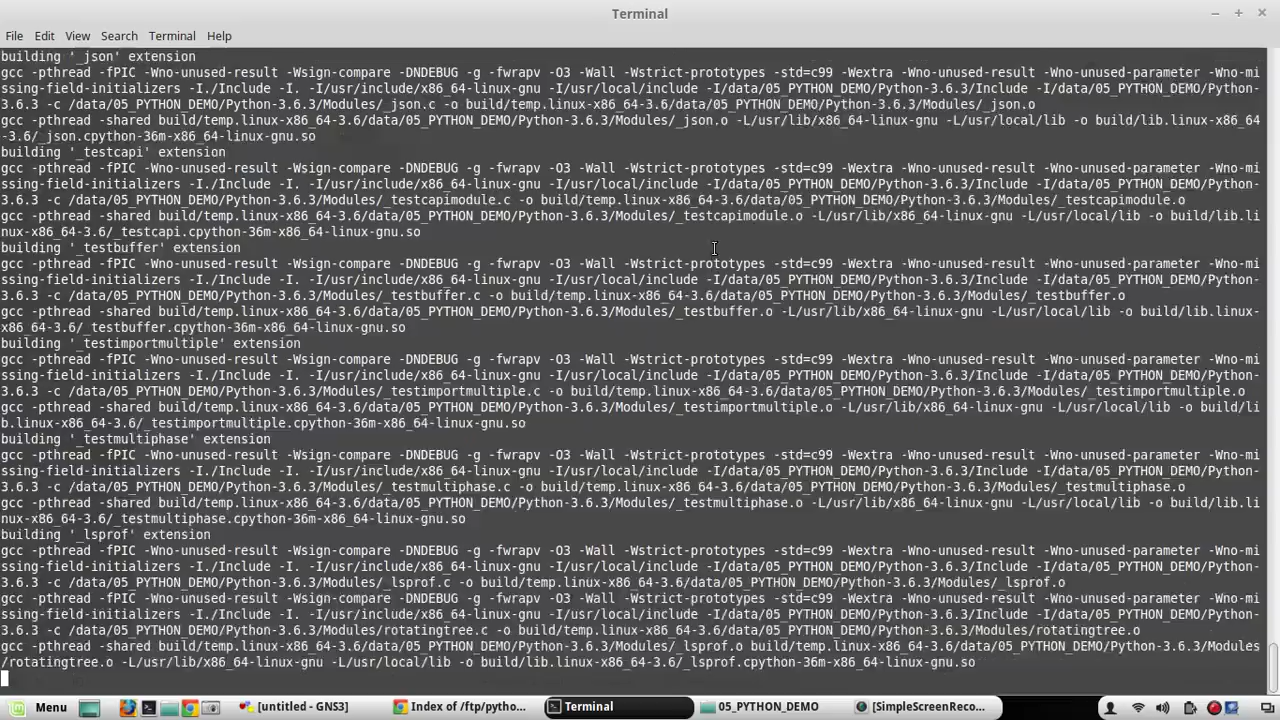 Terminal
File Edit View Search Terminal Help
building '_json' extension
gcc -pthread -fPIC -Wno-unused-result -Wsign-compare -DNDEBUG -g -fwrapv -O3 -Wall -Wstrict-prototypes -std=c99 -Wextra -Wno-unused-result -Wno-unused-parameter -Wno-mi
ssing-field-initializers -I./Include -I. -I/usr/include/x86_64-linux-gnu -I/usr/local/include -I/data/05_PYTHON_DEMO/Python-3.6.3/Include -I/data/05_PYTHON_DEMO/Python-
3.6.3 -c /data/05_PYTHON_DEMO/Python-3.6.3/Modules/_json.c -o build/temp.linux-x86_64-3.6/data/05_PYTHON_DEMO/Python-3.6.3/Modules/_json.o
gcc -pthread -shared build/temp.linux-x86_64-3.6/data/05_PYTHON_DEMO/Python-3.6.3/Modules/_json.o -L/usr/lib/x86_64-linux-gnu -L/usr/local/lib -o build/lib.linux-x86_64
-3.6/_json.cpython-36m-x86_64-linux-gnu.so
building '_testcapi' extension
gcc -pthread -fPIC -Wno-unused-result -Wsign-compare -DNDEBUG -g -fwrapv -O3 -Wall -Wstrict-prototypes -std=c99 -Wextra -Wno-unused-result -Wno-unused-parameter -Wno-mi
ssing-field-initializers -I./Include -I. -I/usr/include/x86_64-linux-gnu -I/usr/local/include -I/data/05_PYTHON_DEMO/Python-3.6.3/Include -I/data/05_PYTHON_DEMO/Python-
3.6.3 -c /data/05_PYTHON_DEMO/Python-3.6.3/Modules/_testcapimodule.c -o build/temp.linux-x86_64-3.6/data/05_PYTHON_DEMO/Python-3.6.3/Modules/_testcapimodule.o
gcc -pthread -shared build/temp.linux-x86_64-3.6/data/05_PYTHON_DEMO/Python-3.6.3/Modules/_testcapimodule.o -L/usr/lib/x86_64-linux-gnu -L/usr/local/lib -o build/lib.li
nux-x86_64-3.6/_testcapi.cpython-36m-x86_64-linux-gnu.so
building '_testbuffer' extension
gcc -pthread -fPIC -Wno-unused-result -Wsign-compare -DNDEBUG -g -fwrapv -O3 -Wall -Wstrict-prototypes -std=c99 -Wextra -Wno-unused-result -Wno-unused-parameter -Wno-mi
ssing-field-initializers -I./Include -I. -I/usr/include/x86_64-linux-gnu -I/usr/local/include -I/data/05_PYTHON_DEMO/Python-3.6.3/Include -I/data/05_PYTHON_DEMO/Python-
3.6.3 -c /data/05_PYTHON_DEMO/Python-3.6.3/Modules/_testbuffer.c -o build/temp.linux-x86_64-3.6/data/05_PYTHON_DEMO/Python-3.6.3/Modules/_testbuffer.o
gcc -pthread -shared build/temp.linux-x86_64-3.6/data/05_PYTHON_DEMO/Python-3.6.3/Modules/_testbuffer.o -L/usr/lib/x86_64-linux-gnu -L/usr/local/lib -o build/lib.linux-
x86_64-3.6/_testbuffer.cpython-36m-x86_64-linux-gnu.so
building '_testimportmultiple' extension
gcc -pthread -fPIC -Wno-unused-result -Wsign-compare -DNDEBUG -g -fwrapv -O3 -Wall -Wstrict-prototypes -std=c99 -Wextra -Wno-unused-result -Wno-unused-parameter -Wno-mi
ssing-field-initializers -I./Include -I. -I/usr/include/x86_64-linux-gnu -I/usr/local/include -I/data/05_PYTHON_DEMO/Python-3.6.3/Include -I/data/05_PYTHON_DEMO/Python-
3.6.3 -c /data/05_PYTHON_DEMO/Python-3.6.3/Modules/_testimportmultiple.c -o build/temp.linux-x86_64-3.6/data/05_PYTHON_DEMO/Python-3.6.3/Modules/_testimportmultiple.o
gcc -pthread -shared build/temp.linux-x86_64-3.6/data/05_PYTHON_DEMO/Python-3.6.3/Modules/_testimportmultiple.o -L/usr/lib/x86_64-linux-gnu -L/usr/local/lib -o build/li
b.linux-x86_64-3.6/_testimportmultiple.cpython-36m-x86_64-linux-gnu.so
building '_testmultiphase' extension
gcc -pthread -fPIC -Wno-unused-result -Wsign-compare -DNDEBUG -g -fwrapv -O3 -Wall -Wstrict-prototypes -std=c99 -Wextra -Wno-unused-result -Wno-unused-parameter -Wno-mi
ssing-field-initializers -I./Include -I. -I/usr/include/x86_64-linux-gnu -I/usr/local/include -I/data/05_PYTHON_DEMO/Python-3.6.3/Include -I/data/05_PYTHON_DEMO/Python-
3.6.3 -c /data/05_PYTHON_DEMO/Python-3.6.3/Modules/_testmultiphase.c -o build/temp.linux-x86_64-3.6/data/05_PYTHON_DEMO/Python-3.6.3/Modules/_testmultiphase.o
gcc -pthread -shared build/temp.linux-x86_64-3.6/data/05_PYTHON_DEMO/Python-3.6.3/Modules/_testmultiphase.o -L/usr/lib/x86_64-linux-gnu -L/usr/local/lib -o build/lib.li
nux-x86_64-3.6/_testmultiphase.cpython-36m-x86_64-linux-gnu.so
building '_lsprof' extension
gcc -pthread -fPIC -Wno-unused-result -Wsign-compare -DNDEBUG -g -fwrapv -O3 -Wall -Wstrict-prototypes -std=c99 -Wextra -Wno-unused-result -Wno-unused-parameter -Wno-mi
ssing-field-initializers -I./Include -I. -I/usr/include/x86_64-linux-gnu -I/usr/local/include -I/data/05_PYTHON_DEMO/Python-3.6.3/Include -I/data/05_PYTHON_DEMO/Python-
3.6.3 -c /data/05_PYTHON_DEMO/Python-3.6.3/Modules/_lsprof.c -o build/temp.linux-x86_64-3.6/data/05_PYTHON_DEMO/Python-3.6.3/Modules/_lsprof.o
gcc -pthread -fPIC -Wno-unused-result -Wsign-compare -DNDEBUG -g -fwrapv -O3 -Wall -Wstrict-prototypes -std=c99 -Wextra -Wno-unused-result -Wno-unused-parameter -Wno-mi
ssing-field-initializers -I./Include -I. -I/usr/include/x86_64-linux-gnu -I/usr/local/include -I/data/05_PYTHON_DEMO/Python-3.6.3/Include -I/data/05_PYTHON_DEMO/Python-
3.6.3 -c /data/05_PYTHON_DEMO/Python-3.6.3/Modules/rotatingtree.c -o build/temp.linux-x86_64-3.6/data/05_PYTHON_DEMO/Python-3.6.3/Modules/rotatingtree.o
gcc -pthread -shared build/temp.linux-x86_64-3.6/data/05_PYTHON_DEMO/Python-3.6.3/Modules/_lsprof.o build/temp.linux-x86_64-3.6/data/05_PYTHON_DEMO/Python-3.6.3/Modules
/rotatingtree.o -L/usr/lib/x86_64-linux-gnu -L/usr/local/lib -o build/lib.linux-x86_64-3.6/_lsprof.cpython-36m-x86_64-linux-gnu.so
Menu [untitled - GNS3] Index of /ftp/pytho... Terminal 05_PYTHON_DEMO [SimpleScreenReco...